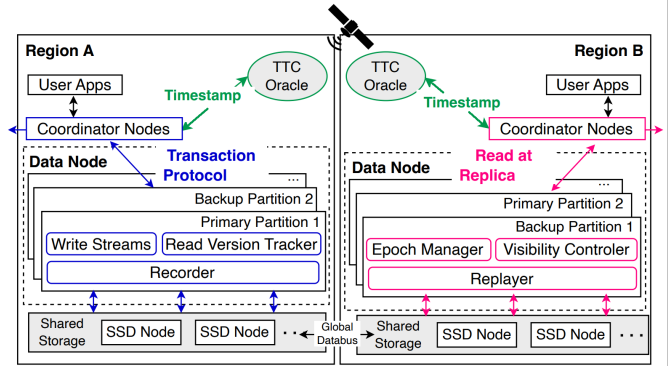 Region A
TTC
Oracle
User Apps
Timestamp
Coordinator Nodes
Data Node
Transaction
Protocol
...
Backup Partition 2
Primary Partition 1
Write Streams
Read Version Tracker
Recorder
Shared
Storage
SSD Node
SSD Node
. .
Global
Databus
Region B
TTC
Oracle
User Apps
Timestamp
Coordinator Nodes
Data Node
Read at
Replica
...
Primary Partition 2
Backup Partition 1
Epoch Manager
Visibility Controler
Replayer
Shared
Storage
SSD Node
SSD Node
. . .